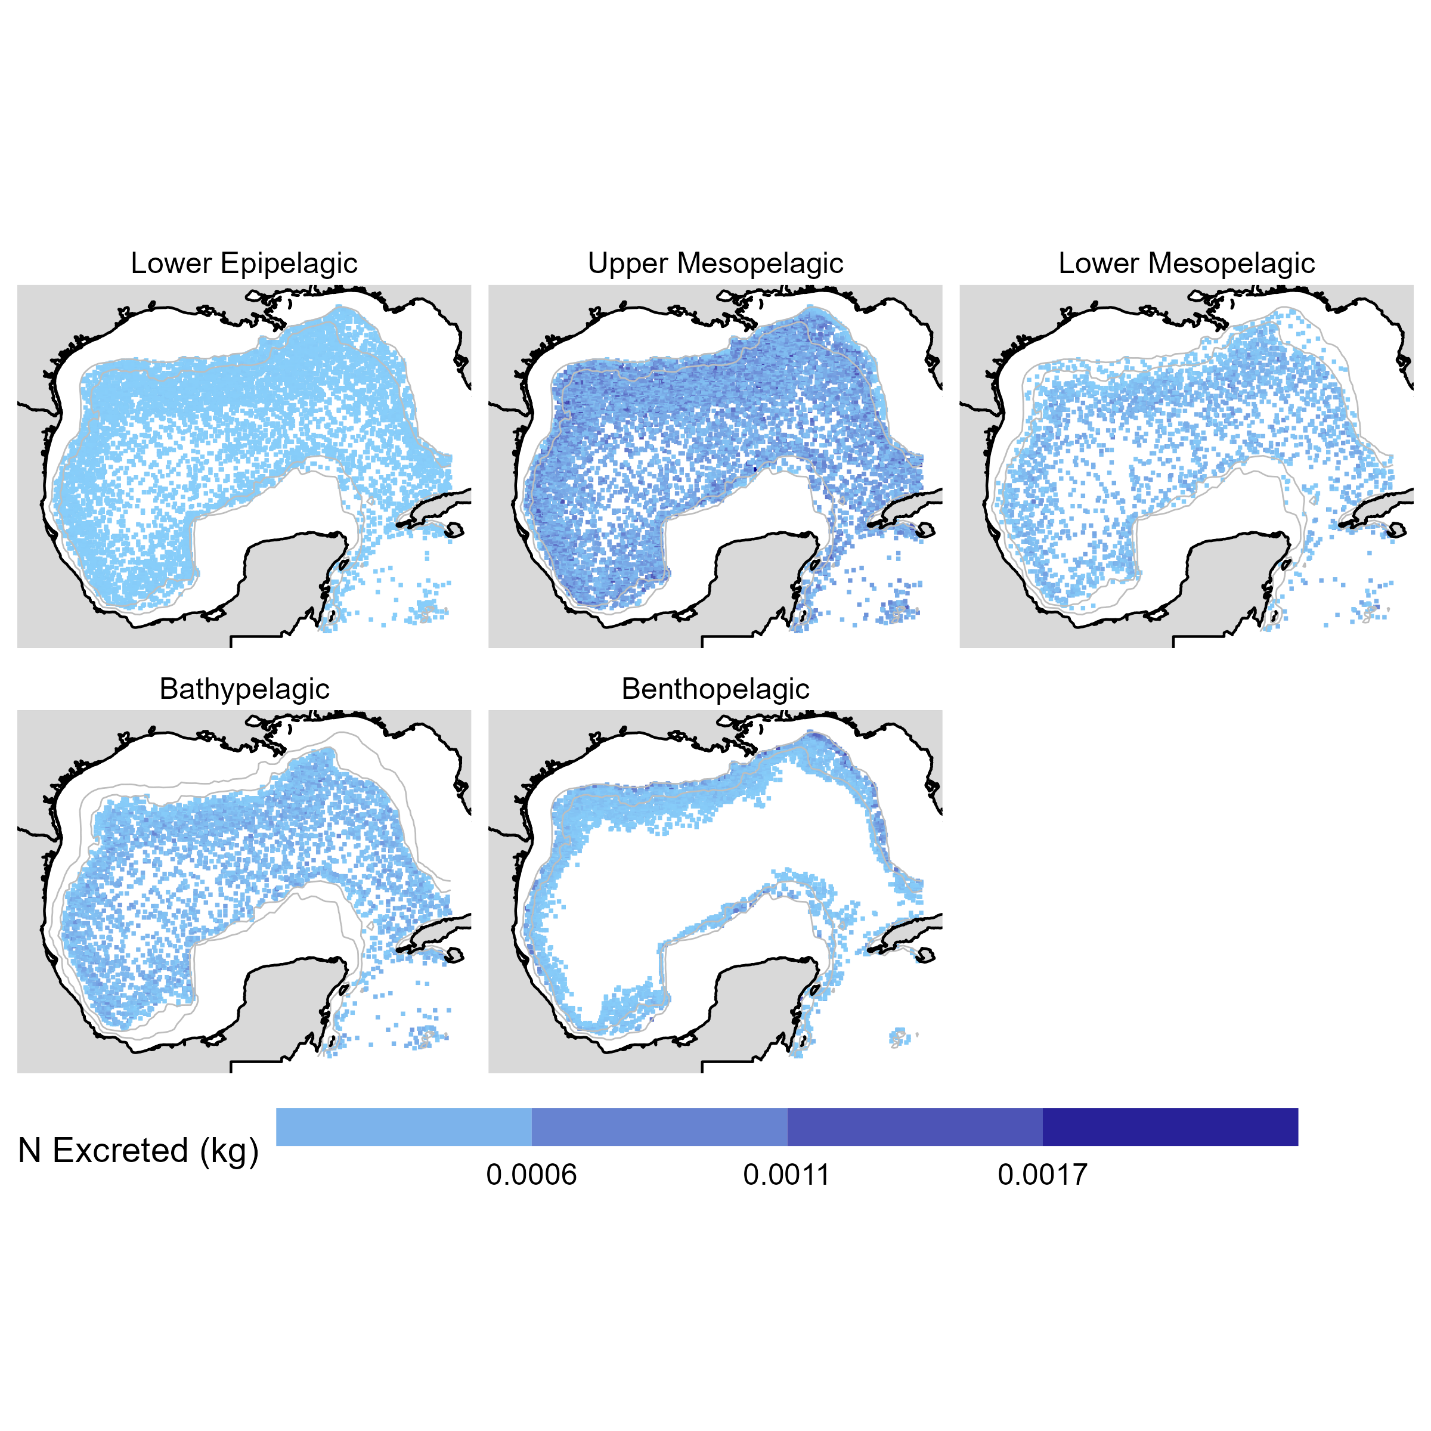 Lower Epipelagic
Upper Mesopelagic
Lower Mesopelagic
Bathypelagic
Benthopelagic
N Excreted (kg)
0.0006
0.0011
0.0017